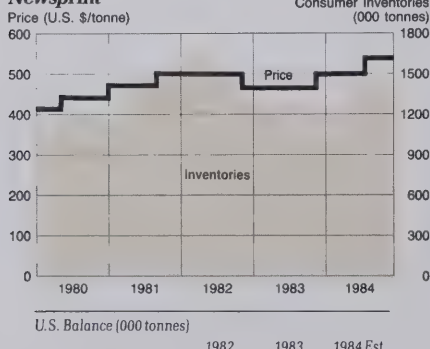 Newsprint
Price (U.S. $/tonne)
Consumer Inventories
(000 tonnes)
600 1800
500 Price 1500
400 1200
300 900
Inventories
200 600
100 300
0 0
1980 1981 1982 1983 1984
U.S. Balance (000 tonnes)
1982 1983 1984 Est.